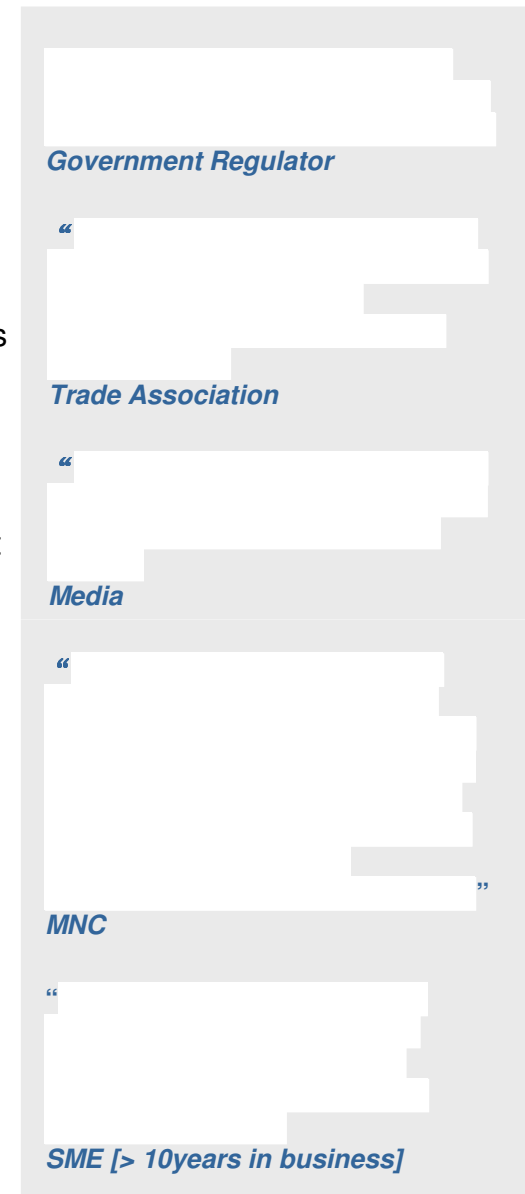 Government Regulator
“
s
Trade Association
“
Media
“
”
MNC
“
SME [> 10years in business]